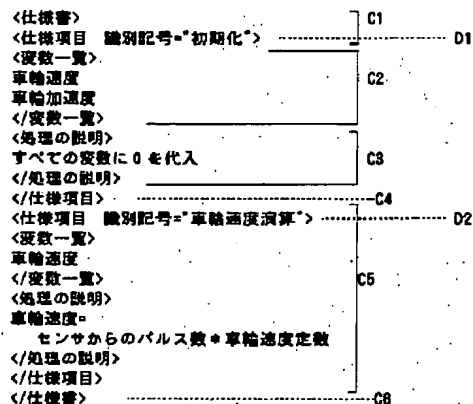 <仕様書> C1
<仕様項目 識別記号="初期化"> D1
<変数一覧>
車輪速度 C2
車輪加速度
</変数一覧>
<処理の説明>
すべての変数に0を代入 C3
</処理の説明>
</仕様項目> C4
<仕様項目 識別記号="車輪速度演算"> D2
<変数一覧>
車輪速度
</変数一覧> C5
<処理の説明>
車輪速度=
センサからのパルス数*車輪速度定数
</処理の説明>
</仕様項目>
</仕様書> C6